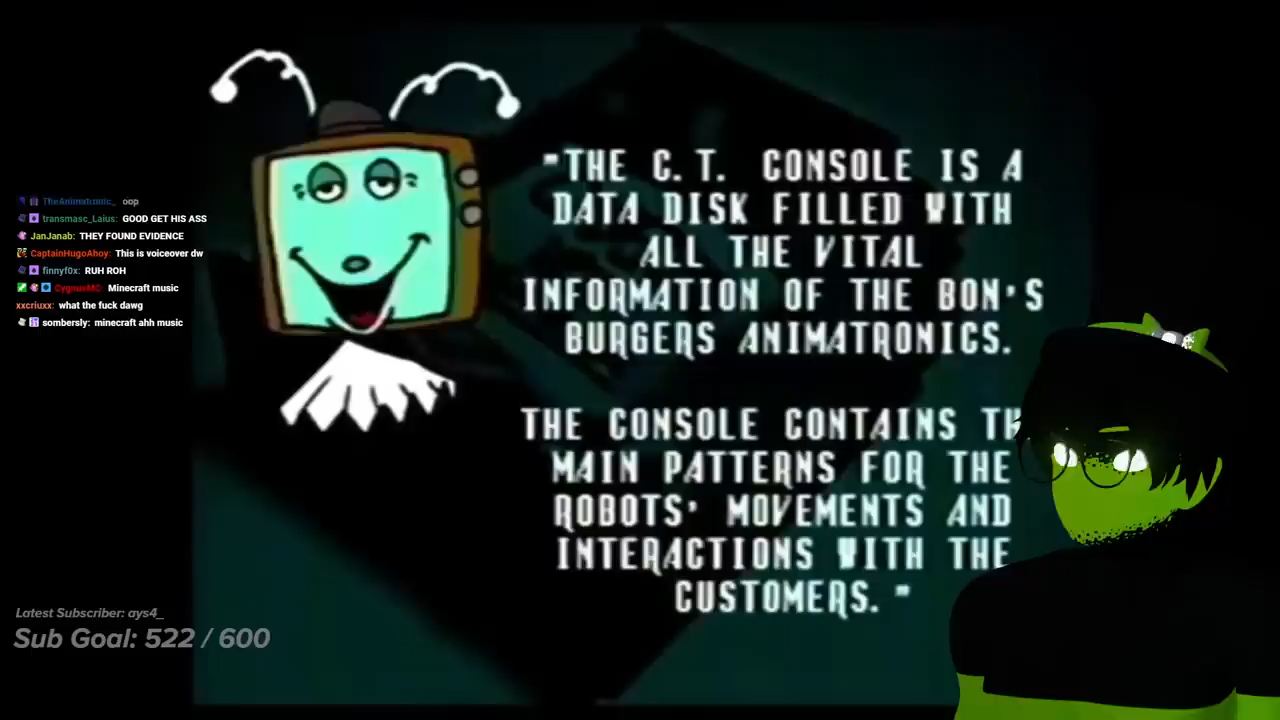 TheAnimatronic_ oop
transmasc_Laius: GOOD GET HIS ASS
JanJanab: THEY FOUND EVIDENCE
CaptainHugoAhoy: This is voiceover dw
finnyf0x: RUH ROH
CygnusMC: Minecraft music
xxcriuxx: what the fuck dawg
sombersly: minecraft ahh music
"THE C.T. CONSOLE IS A
DATA DISK FILLED WITH
ALL THE VITAL
INFORMATION OF THE BON'S
BURGERS ANIMATRONICS.
THE CONSOLE CONTAINS TH
MAIN PATTERNS FOR THE
ROBOTS' MOVEMENTS AND
INTERACTIONS WITH THE
CUSTOMERS. "
Latest Subscriber: ays4_
Sub Goal: 522 / 600